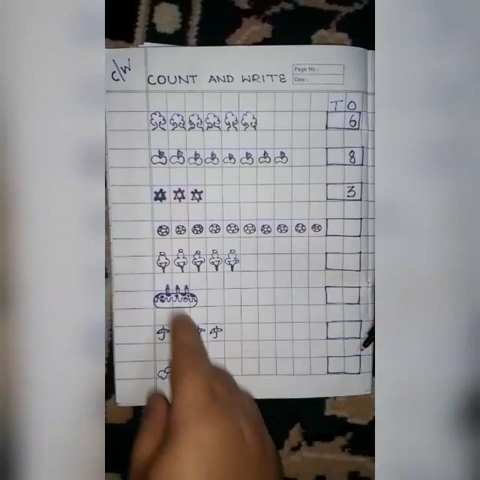 C/W
COUNT AND WRITE
Page No.:
Date:
T O
6
8
3